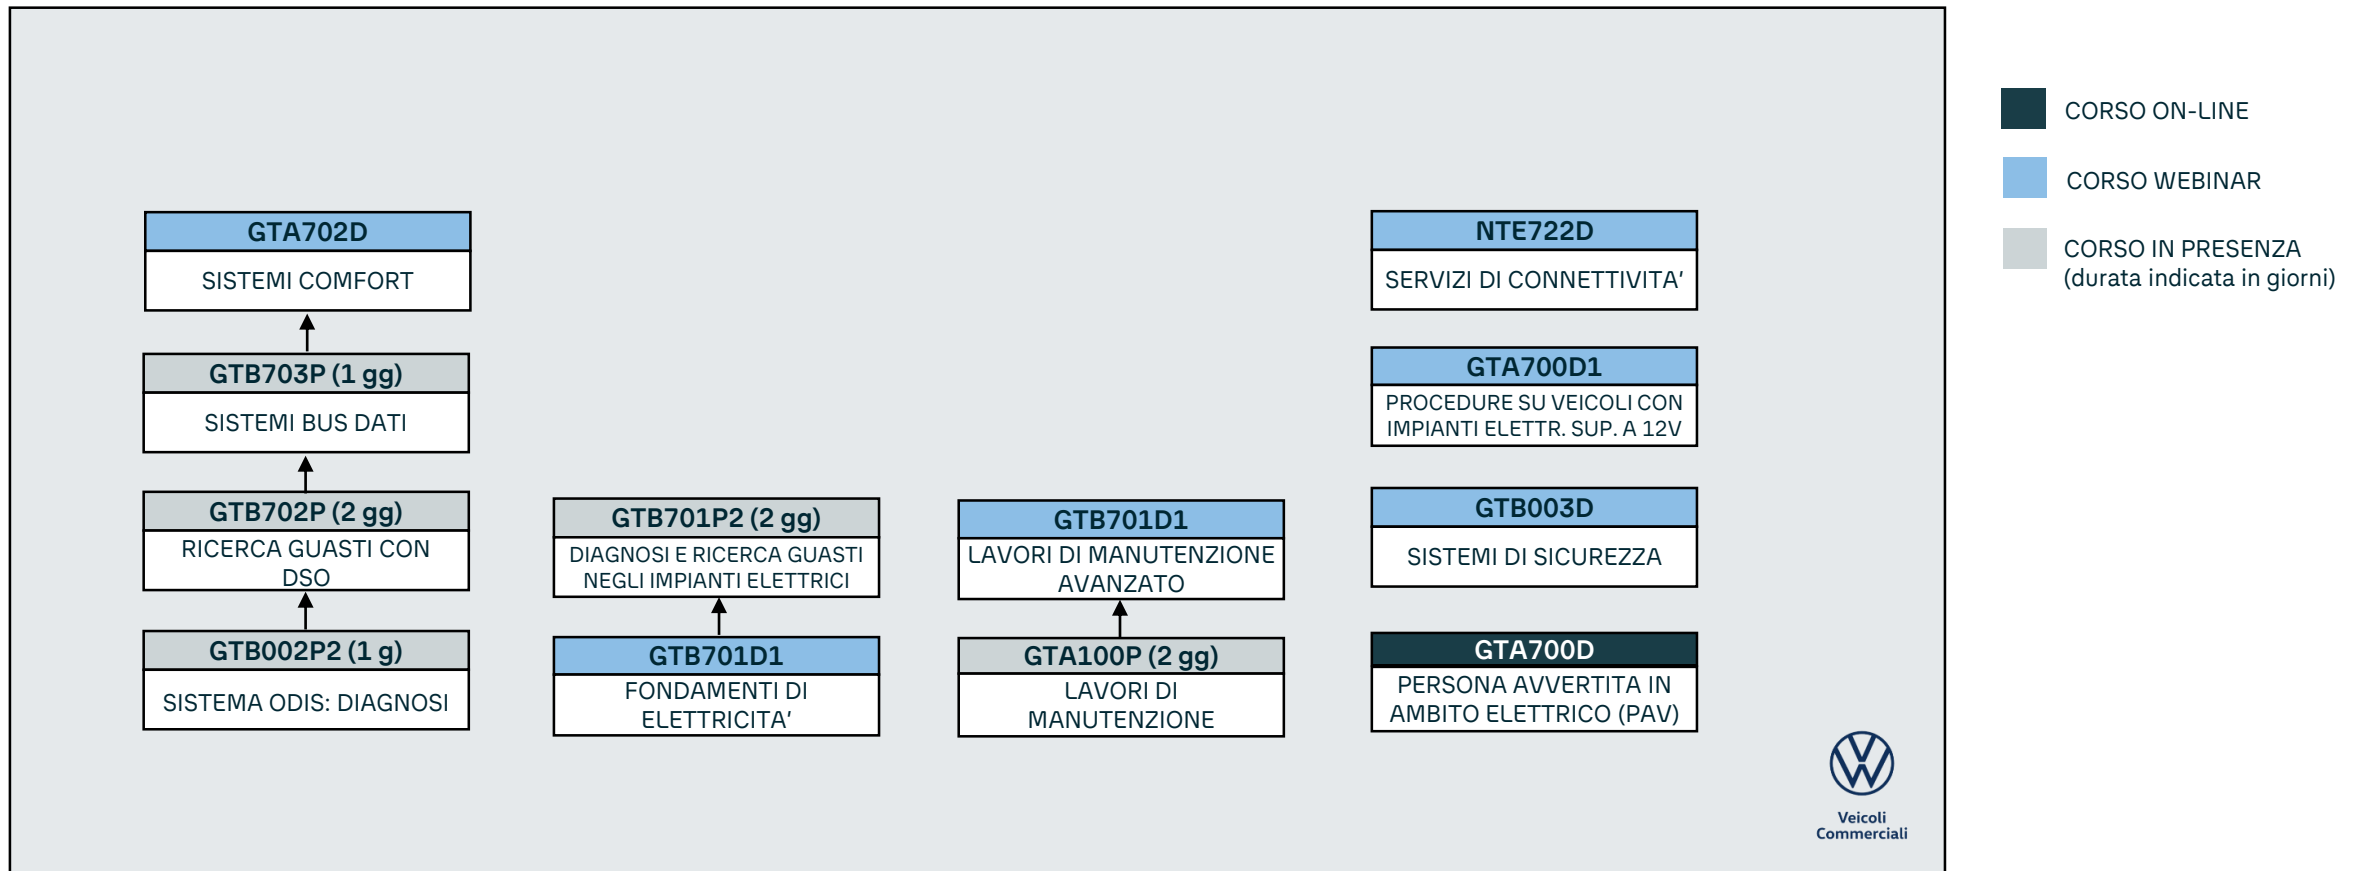 GTA702D
SISTEMI COMFORT
GTB703P (1 gg)
SISTEMI BUS DATI
GTB702P (2 gg)
RICERCA GUASTI CON
DSO
GTB002P2 (1 g)
SISTEMA ODIS: DIAGNOSI
GTB701P2 (2 gg)
DIAGNOSI E RICERCA GUASTI
NEGLI IMPIANTI ELETTRICI
GTB701D1
FONDAMENTI DI
ELETTRICITA’
GTB701D1
LAVORI DI MANUTENZIONE
AVANZATO
GTA100P (2 gg)
LAVORI DI
MANUTENZIONE
NTE722D
SERVIZI DI CONNETTIVITA’
GTA700D1
PROCEDURE SU VEICOLI CON
IMPIANTI ELETTR. SUP. A 12V
GTB003D
SISTEMI DI SICUREZZA
GTA700D
PERSONA AVVERTITA IN
AMBITO ELETTRICO (PAV)
Veicoli
Commerciali
CORSO ON-LINE
CORSO WEBINAR
CORSO IN PRESENZA
(durata indicata in giorni)